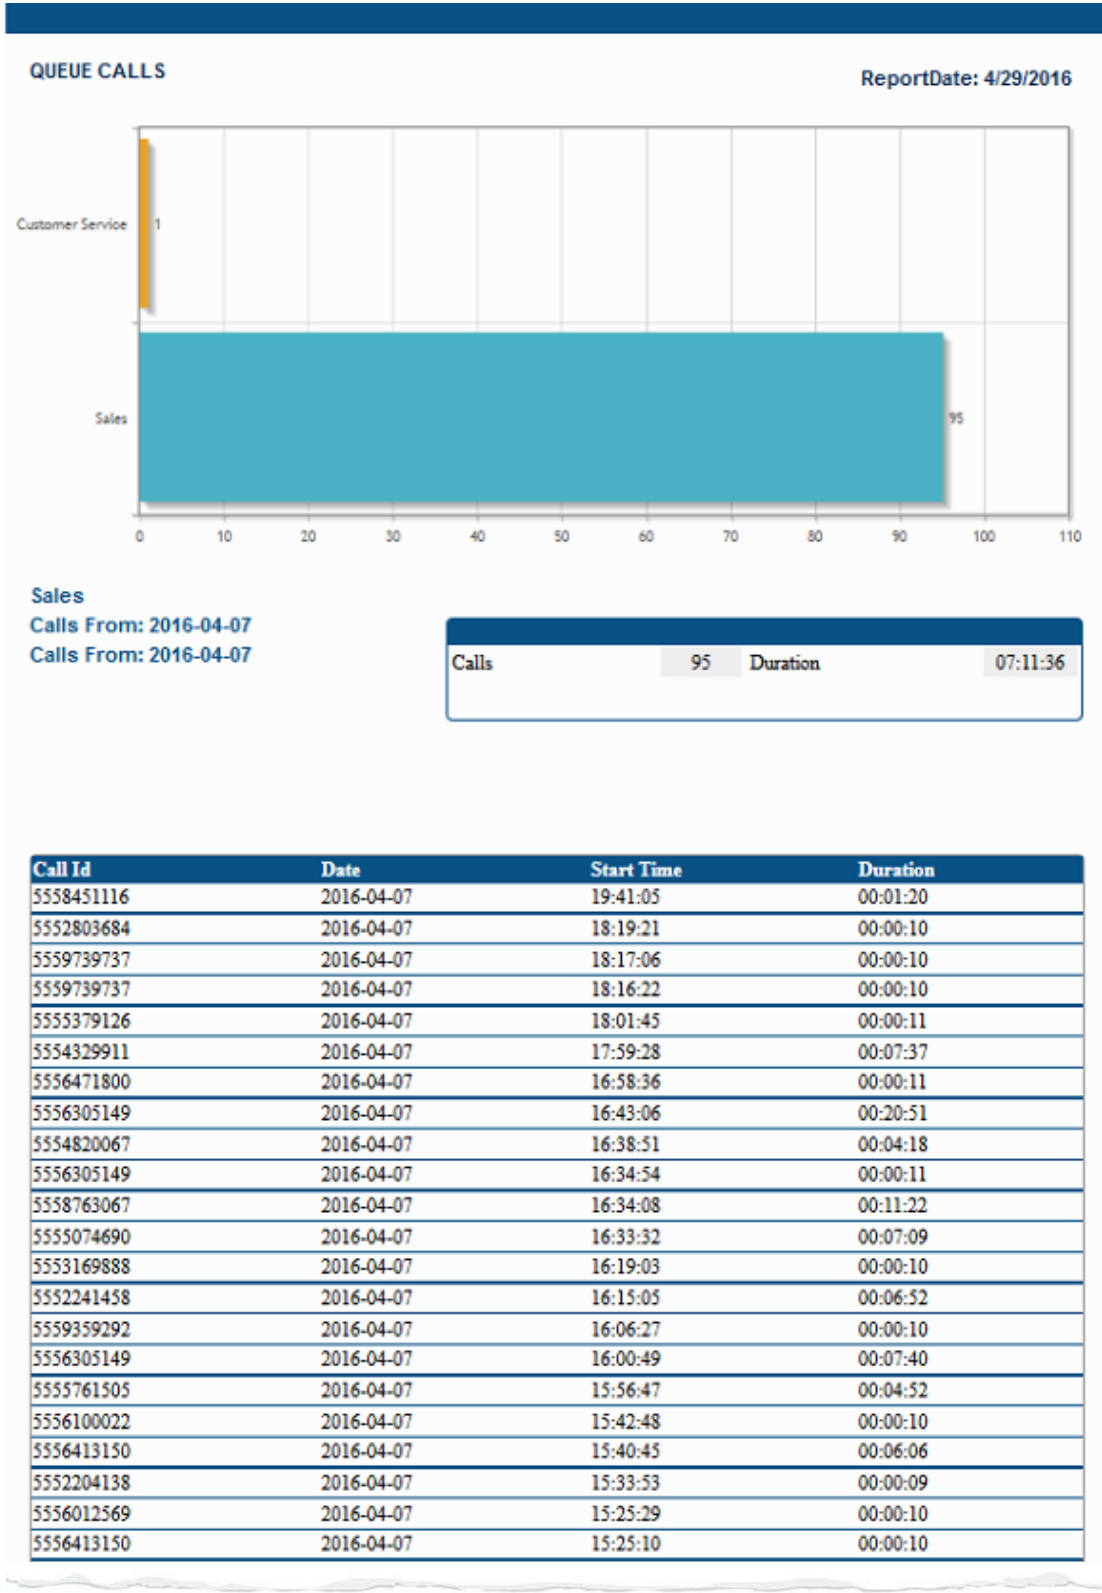 QUEUE CALLS
ReportDate: 4/29/2016
Customer Service
1
Sales
95
0 10 20 30 40 50 60 70 80 90 100 110
Sales
Calls From: 2016-04-07
Calls From: 2016-04-07
Calls 95 Duration 07:11:36
Call Id Date Start Time Duration
5558451116 2016-04-07 19:41:05 00:01:20
5552803684 2016-04-07 18:19:21 00:00:10
5559739737 2016-04-07 18:17:06 00:00:10
5559739737 2016-04-07 18:16:22 00:00:10
5555379126 2016-04-07 18:01:45 00:00:11
5554329911 2016-04-07 17:59:28 00:07:37
5556471800 2016-04-07 16:58:36 00:00:11
5556305149 2016-04-07 16:43:06 00:20:51
5554820067 2016-04-07 16:38:51 00:04:18
5556305149 2016-04-07 16:34:54 00:00:11
5558763067 2016-04-07 16:34:08 00:11:22
5555074690 2016-04-07 16:33:32 00:07:09
5553169888 2016-04-07 16:19:03 00:00:10
5552241458 2016-04-07 16:15:05 00:06:52
5559359292 2016-04-07 16:06:27 00:00:10
5556305149 2016-04-07 16:00:49 00:07:40
5555761505 2016-04-07 15:56:47 00:04:52
5556100022 2016-04-07 15:42:48 00:00:10
5556413150 2016-04-07 15:40:45 00:06:06
5552204138 2016-04-07 15:33:53 00:00:09
5556012569 2016-04-07 15:25:29 00:00:10
5556413150 2016-04-07 15:25:10 00:00:10